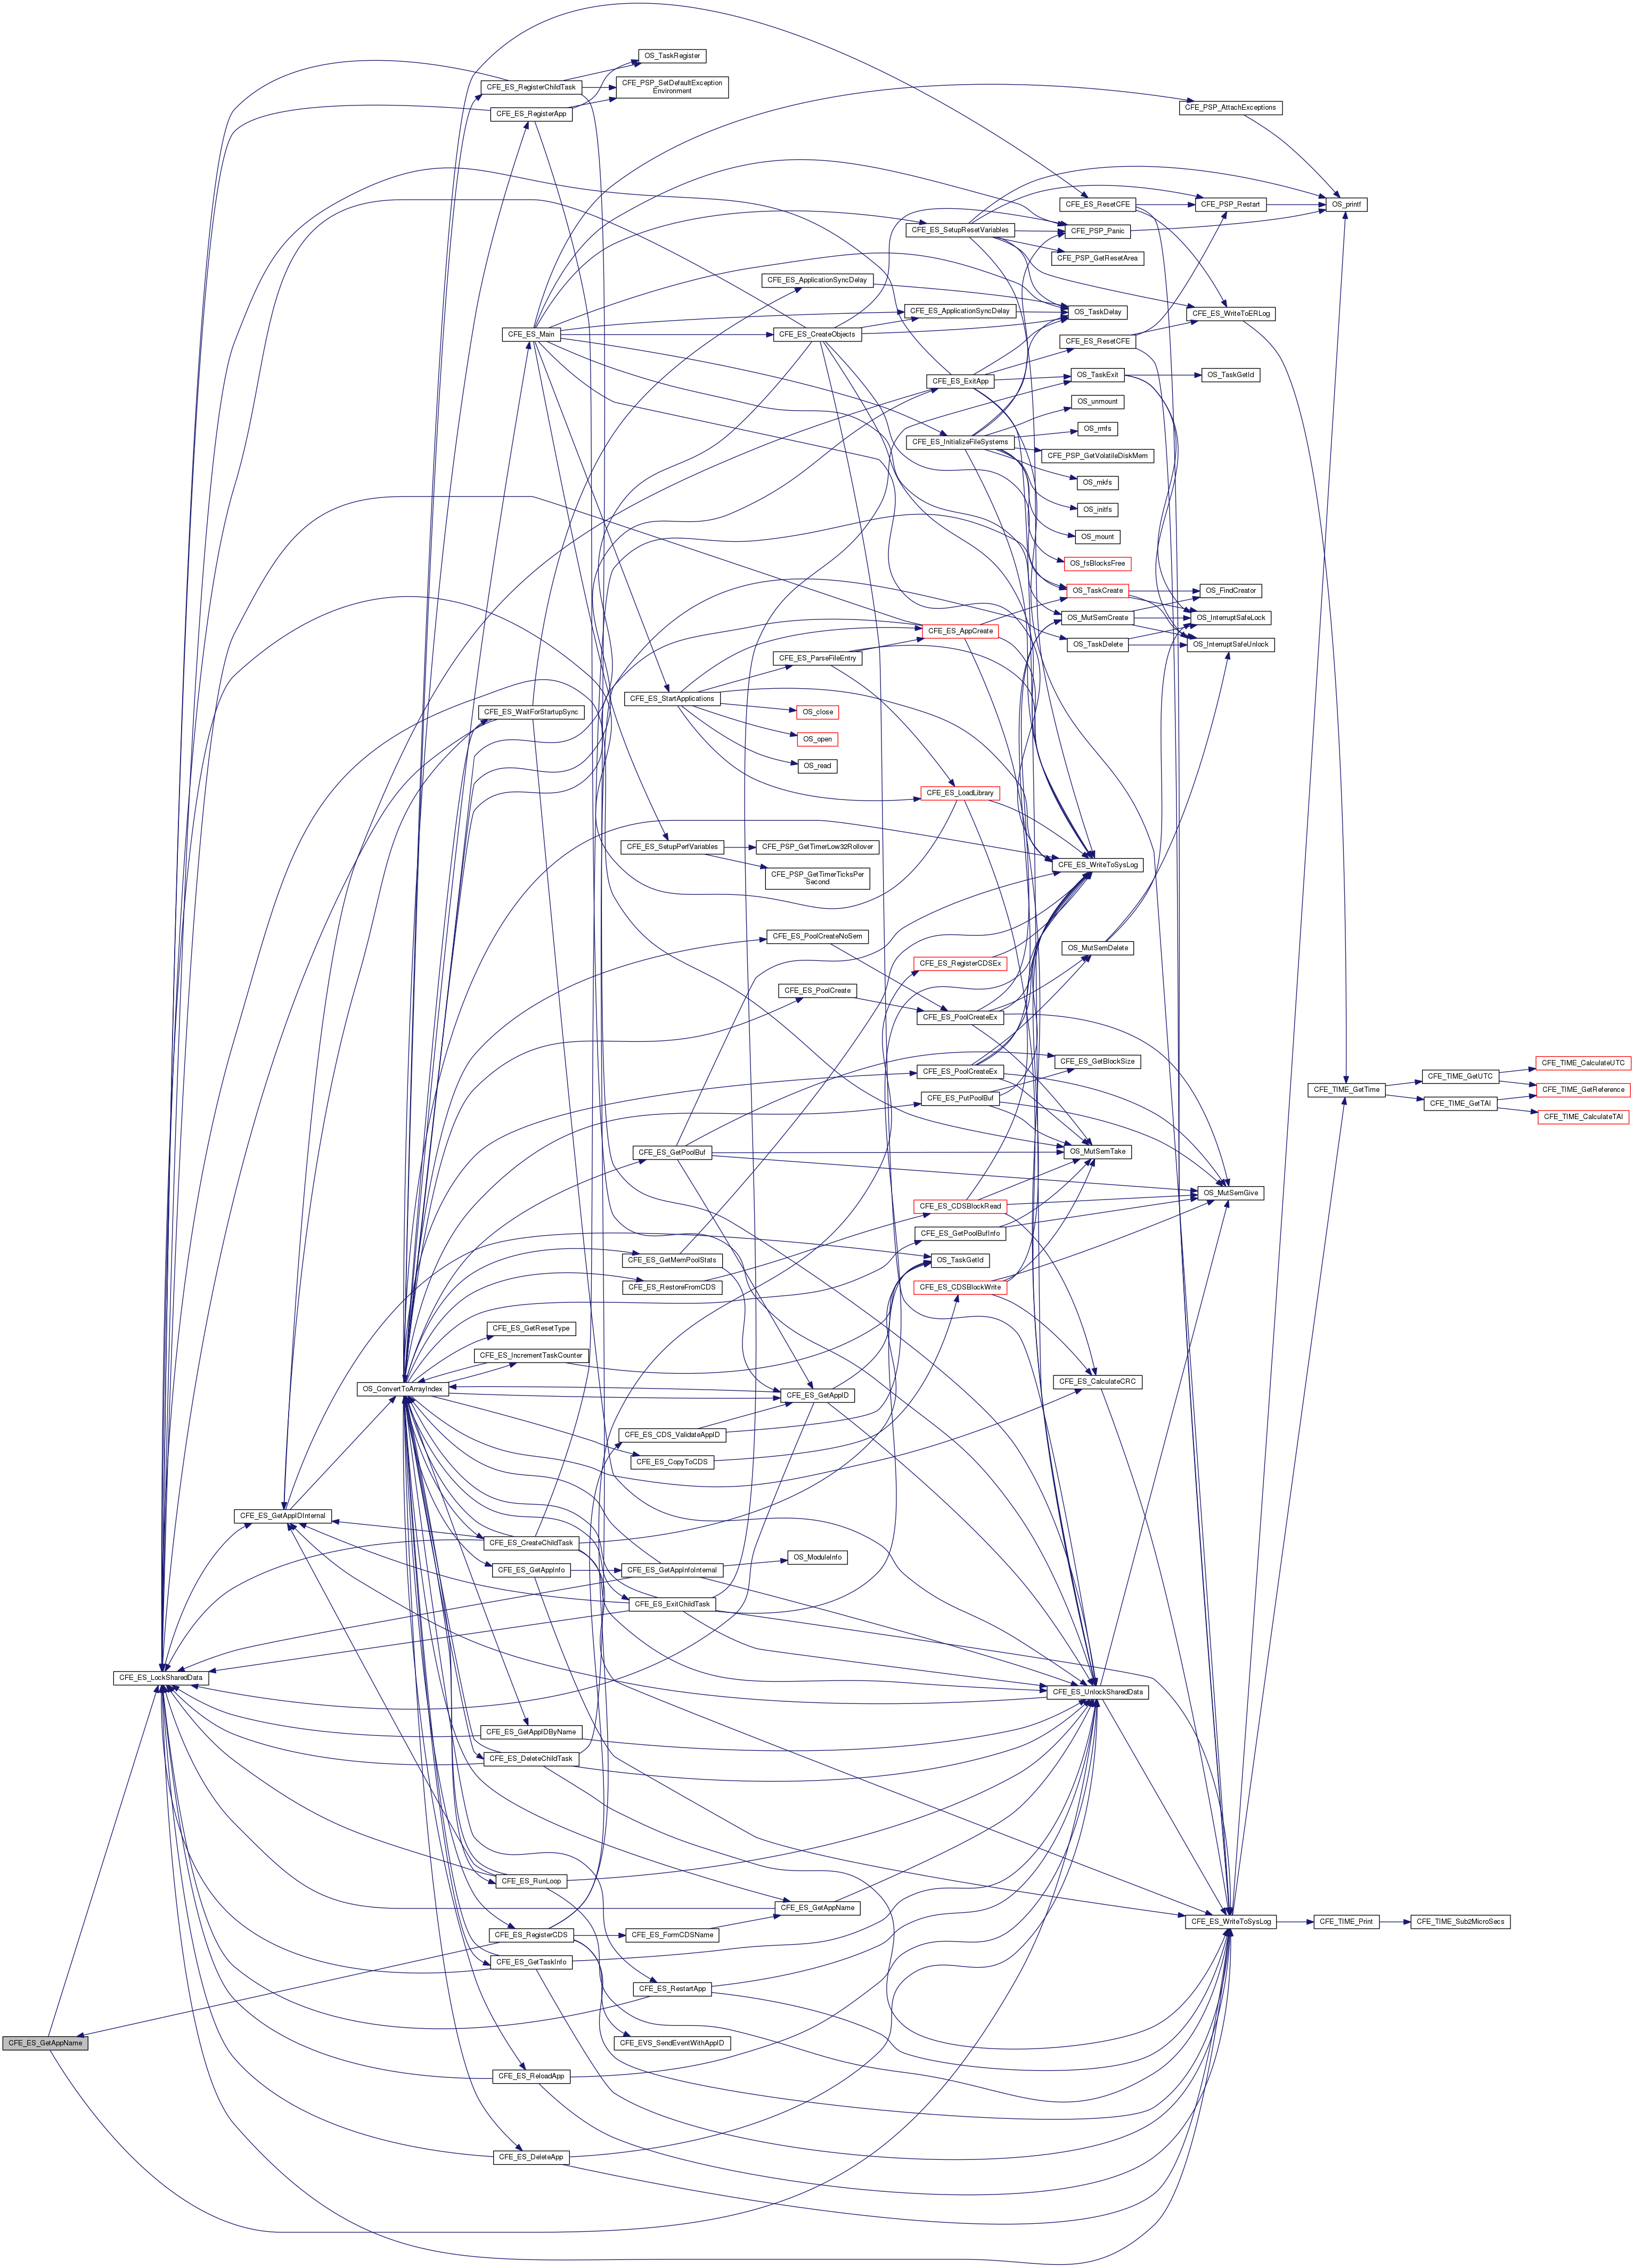 OS_TaskRegister
CFE_ES_RegisterChildTask
CFE_PSP_SetDefaultException
Environment
CFE_PSP_AttachExceptions
CFE_ES_RegisterApp
CFE_ES_ResetCFE
CFE_PSP_Restart
OS_printf
CFE_ES_SetupResetVariables
CFE_PSP_Panic
CFE_PSP_GetResetArea
CFE_ES_ApplicationSyncDelay
CFE_ES_ApplicationSyncDelay
OS_TaskDelay
CFE_ES_WriteToERLog
CFE_ES_Main
CFE_ES_CreateObjects
CFE_ES_ResetCFE
CFE_ES_ExitApp
OS_TaskExit
OS_TaskGetId
OS_unmount
OS_rmfs
CFE_ES_InitializeFileSystems
CFE_PSP_GetVolatileDiskMem
OS_mkfs
OS_initfs
OS_mount
OS_fsBlocksFree
OS_TaskCreate
OS_FindCreator
OS_MutSemCreate
OS_InterruptSafeLock
CFE_ES_AppCreate
OS_TaskDelete
OS_InterruptSafeUnlock
CFE_ES_ParseFileEntry
CFE_ES_StartApplications
CFE_ES_WaitForStartupSync
OS_close
OS_open
OS_read
CFE_ES_LoadLibrary
CFE_ES_SetupPerfVariables
CFE_PSP_GetTimerLow32Rollover
CFE_ES_WriteToSysLog
CFE_PSP_GetTimerTicksPer
Second
CFE_ES_PoolCreateNoSem
OS_MutSemDelete
CFE_ES_RegisterCDSEx
CFE_ES_PoolCreate
CFE_ES_PoolCreateEx
CFE_ES_GetBlockSize
CFE_TIME_CalculateUTC
CFE_ES_PoolCreateEx
CFE_TIME_GetUTC
CFE_TIME_GetTime
CFE_TIME_GetReference
CFE_ES_PutPoolBuf
CFE_TIME_GetTAI
CFE_TIME_CalculateTAI
CFE_ES_GetPoolBuf
OS_MutSemTake
OS_MutSemGive
CFE_ES_CDSBlockRead
CFE_ES_GetPoolBufInfo
CFE_ES_GetMemPoolStats
OS_TaskGetId
CFE_ES_RestoreFromCDS
CFE_ES_CDSBlockWrite
CFE_ES_GetResetType
CFE_ES_IncrementTaskCounter
OS_ConvertToArrayIndex
CFE_ES_CalculateCRC
CFE_ES_GetAppID
CFE_ES_CDS_ValidateAppID
CFE_ES_CopyToCDS
CFE_ES_GetAppIDInternal
CFE_ES_CreateChildTask
OS_ModuleInfo
CFE_ES_GetAppInfo
CFE_ES_GetAppInfoInternal
CFE_ES_ExitChildTask
CFE_ES_LockSharedData
CFE_ES_UnlockSharedData
CFE_ES_GetAppIDByName
CFE_ES_DeleteChildTask
CFE_ES_RunLoop
CFE_ES_GetAppName
CFE_ES_WriteToSysLog
CFE_TIME_Print
CFE_TIME_Sub2MicroSecs
CFE_ES_RegisterCDS
CFE_ES_FormCDSName
CFE_ES_GetTaskInfo
CFE_ES_RestartApp
CFE_ES_GetAppName
CFE_EVS_SendEventWithAppID
CFE_ES_ReloadApp
CFE_ES_DeleteApp